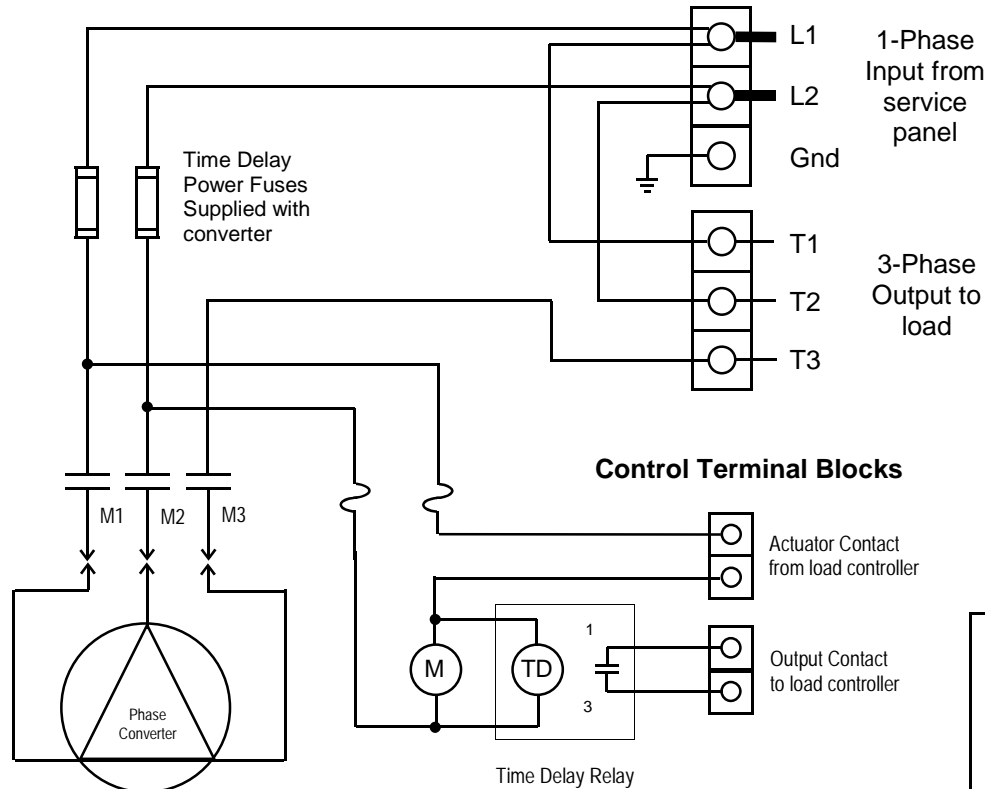 L1
L2
Gnd
1-Phase
Input from
service
panel
Time Delay
Power Fuses
Supplied with
converter
T1
T2
T3
3-Phase
Output to
load
Control Terminal Blocks
M1
M2
M3
Actuator Contact
from load controller
M
TD
1
3
Output Contact
to load controller
Phase
Converter
Time Delay Relay